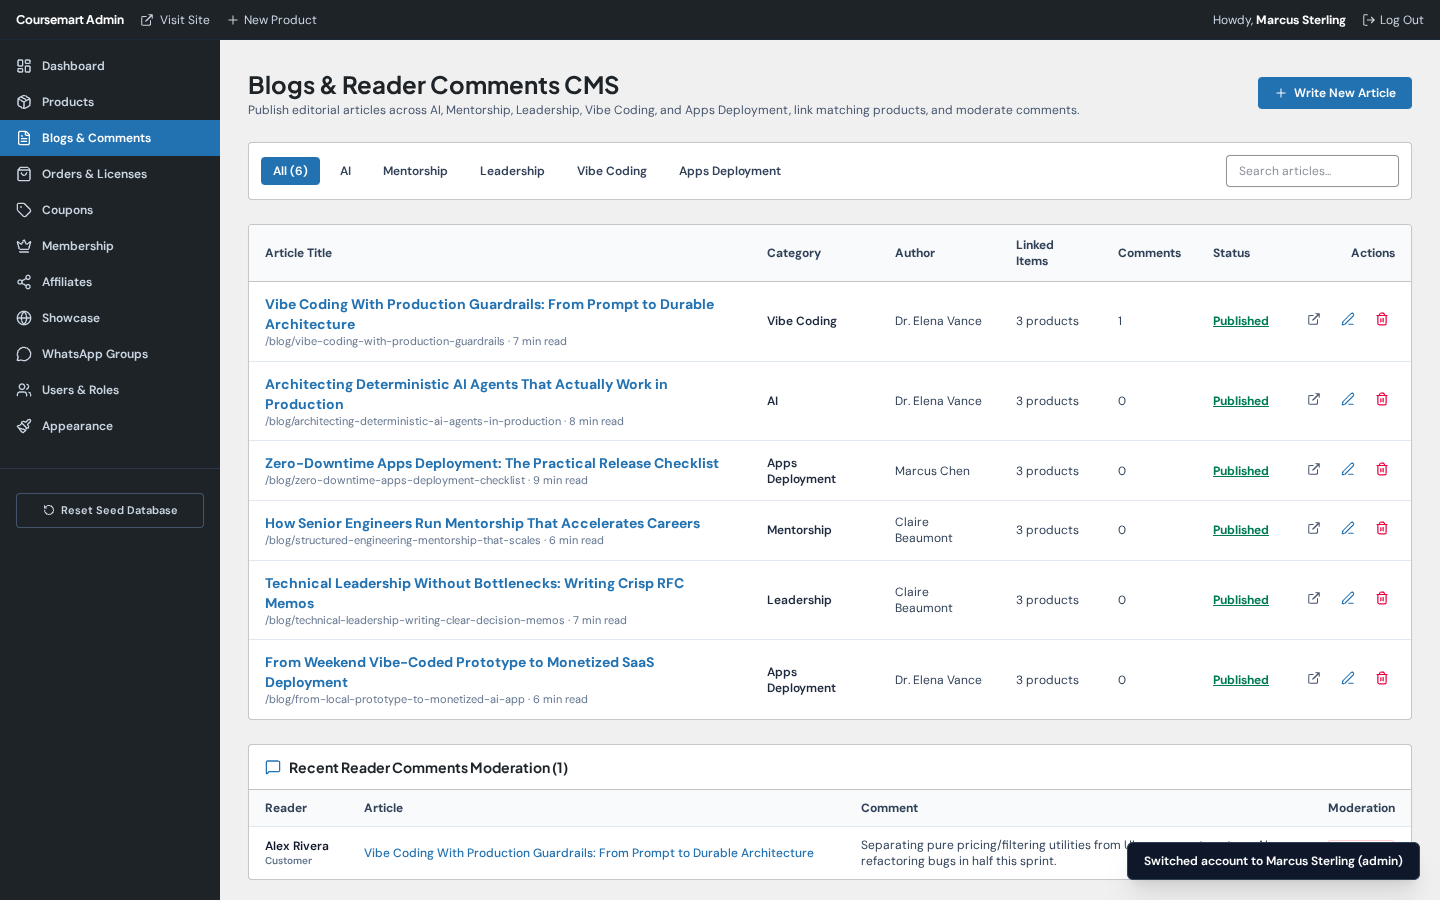 Coursemart Admin
Visit Site
New Product
Howdy, Marcus Sterling
Log Out
Dashboard
Products
Blogs & Comments
Orders & Licenses
Coupons
Membership
Affiliates
Showcase
WhatsApp Groups
Users & Roles
Appearance
Reset Seed Database
Blogs & Reader Comments CMS
Publish editorial articles across AI, Mentorship, Leadership, Vibe Coding, and Apps Deployment, link matching products, and moderate comments.
Write New Article
All (6)
AI
Mentorship
Leadership
Vibe Coding
Apps Deployment
Search articles...
Article Title
Category
Author
Linked
Items
Comments
Status
Actions
Vibe Coding With Production Guardrails: From Prompt to Durable
Architecture
/blog/vibe-coding-with-production-guardrails · 7 min read
Vibe Coding
Dr. Elena Vance
3 products
1
Published
Architecting Deterministic AI Agents That Actually Work in
Production
/blog/architecting-deterministic-ai-agents-in-production · 8 min read
AI
Dr. Elena Vance
3 products
0
Published
Zero-Downtime Apps Deployment: The Practical Release Checklist
/blog/zero-downtime-apps-deployment-checklist · 9 min read
Apps
Deployment
Marcus Chen
3 products
0
Published
How Senior Engineers Run Mentorship That Accelerates Careers
/blog/structured-engineering-mentorship-that-scales · 6 min read
Mentorship
Claire
Beaumont
3 products
0
Published
Technical Leadership Without Bottlenecks: Writing Crisp RFC
Memos
/blog/technical-leadership-writing-clear-decision-memos · 7 min read
Leadership
Claire
Beaumont
3 products
0
Published
From Weekend Vibe-Coded Prototype to Monetized SaaS
Deployment
/blog/from-local-prototype-to-monetized-ai-app · 6 min read
Apps
Deployment
Dr. Elena Vance
3 products
0
Published
Recent Reader Comments Moderation (1)
Reader
Article
Comment
Moderation
Alex Rivera
Customer
Vibe Coding With Production Guardrails: From Prompt to Durable Architecture
Separating pure pricing/filtering utilities from
refactoring bugs in half this sprint.
Switched account to Marcus Sterling (admin)